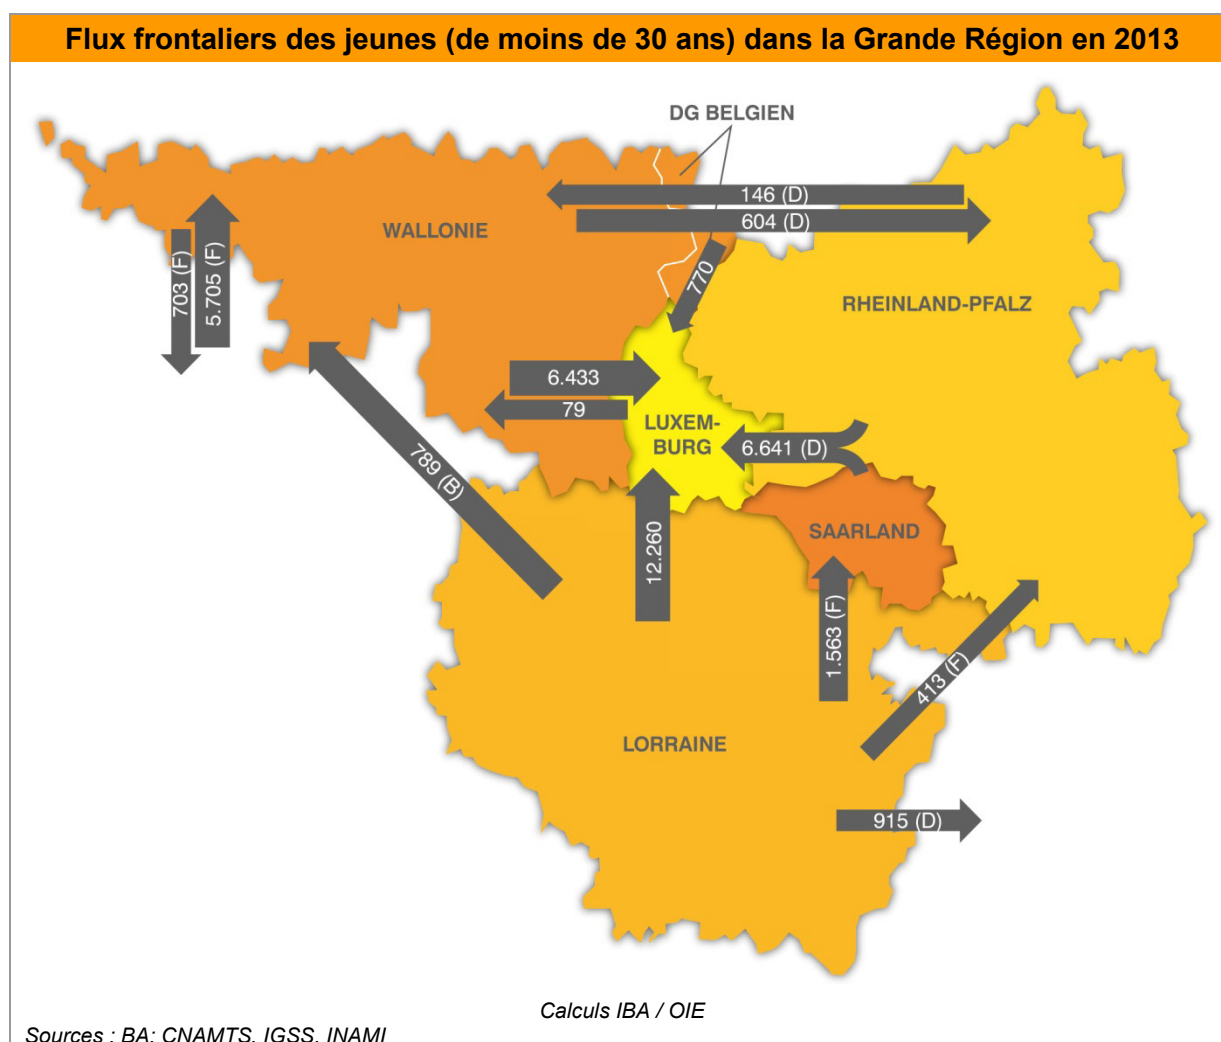 Flux frontaliers des jeunes (de moins de 30 ans) dans la Grande Région en 2013
DG BELGIEN
146 (D)
604 (D)
WALLONIE
703 (F)
5.705 (F)
770
RHEINLAND-PFALZ
6.433
79
LUXEM-
BURG
6.641 (D)
789 (B)
12.260
SAARLAND
1.563 (F)
413 (F)
LORRAINE
915 (D)
Calculs IBA / OIE
Sources : BA; CNAMTS, IGSS, INAMI